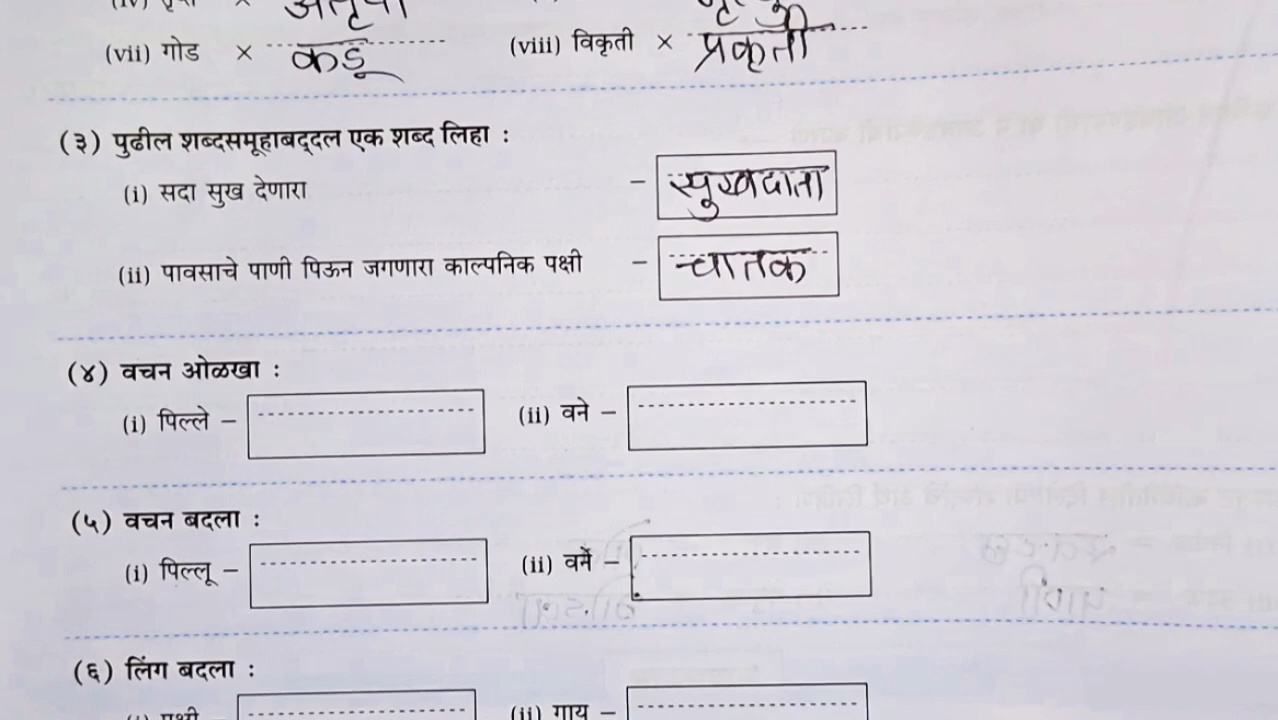 (vii) गोड × कडू (viii) विकृती × प्रकृती
(३) पुढील शब्दसमूहाबद्दल एक शब्द लिहा :
(i) सदा सुख देणारा – सुखदाता
(ii) पावसाचे पाणी पिऊन जगणारा काल्पनिक पक्षी – चातक
(४) वचन ओळखा :
(i) पिल्ले – (ii) वने –
(५) वचन बदला :
(i) पिल्लू – (ii) वने –
(६) लिंग बदला :
(i) पक्षी – (ii) गाय –